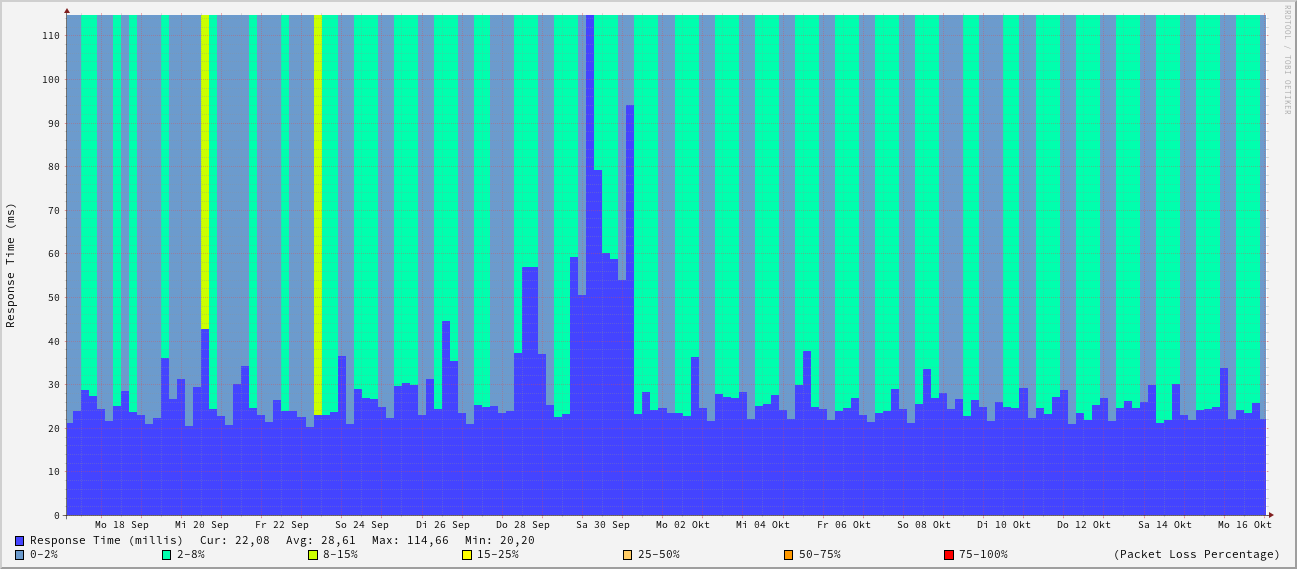 RRDTOOL / TOBI OETIKER
Response Time (ms)
110
100
90
80
70
60
50
40
30
20
10
0
Mo 18 Sep Mi 20 Sep Fr 22 Sep So 24 Sep Di 26 Sep Do 28 Sep Sa 30 Sep Mo 02 Okt Mi 04 Okt Fr 06 Okt So 08 Okt Di 10 Okt Do 12 Okt Sa 14 Okt Mo 16 Okt
Response Time (millis) Cur: 22,08 Avg: 28,61 Max: 114,66 Min: 20,20
0-2% 2-8% 8-15% 15-25% 25-50% 50-75% 75-100% (Packet Loss Percentage)